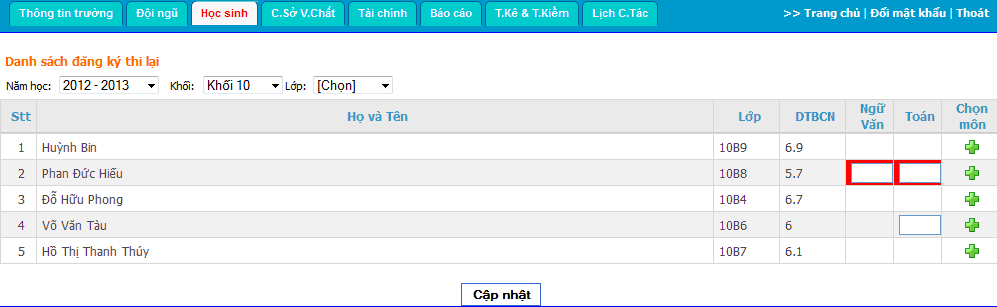 Thông tin trường Đội ngũ Học sinh C.Sở V.Chất Tài chính Báo cáo T.Kê & T.Kiểm Lịch C.Tác >> Trang chủ | Đổi mật khẩu | Thoát
Danh sách đăng ký thi lại
Năm học: 2012 - 2013 Khối: Khối 10 Lớp: [Chọn]
Stt Họ và Tên Lớp DTBCN Ngữ Văn Toán Chọn môn
1 Huỳnh Bin 10B9 6.9
2 Phan Đức Hiếu 10B8 5.7
3 Đỗ Hữu Phong 10B4 6.7
4 Võ Văn Tàu 10B6 6
5 Hồ Thị Thanh Thúy 10B7 6.1
Cập nhật